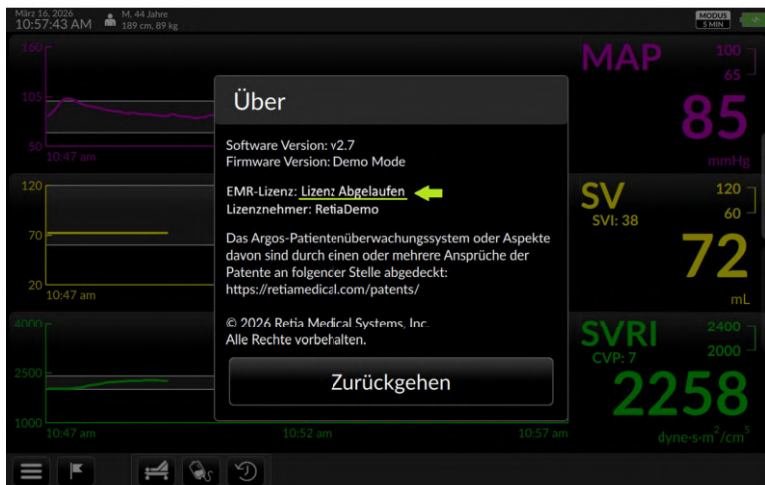 März 16, 2026
10:57:43 AM
M, 44 Jahre
189 cm, 89 kg
MODUS
5 MIN
160
105
50
10:47 am
MAP
100
65
85
mmHg
Über
Software Version: v2.7
Firmware Version: Demo Mode
EMR-Lizenz: Lizenz Abgelaufen
Lizenznehmer: RetiaDemo
Das Argos-Patientenüberwachungssystem oder Aspekte
davon sind durch einen oder mehrere Ansprüche der
Patente an folgender Stelle abgedeckt:
https://retiamedical.com/patents/
© 2026 Retia Medical Systems, Inc.
Alle Rechte vorbehalten.
Zurückgehen
120
70
20
10:47 am
SV
SVI: 38
120
60
72
mL
4000
2500
1000
10:47 am
10:52 am
10:57 am
SVRI
CVP: 7
2400
2000
2258
dyne-s-m²/cm⁵